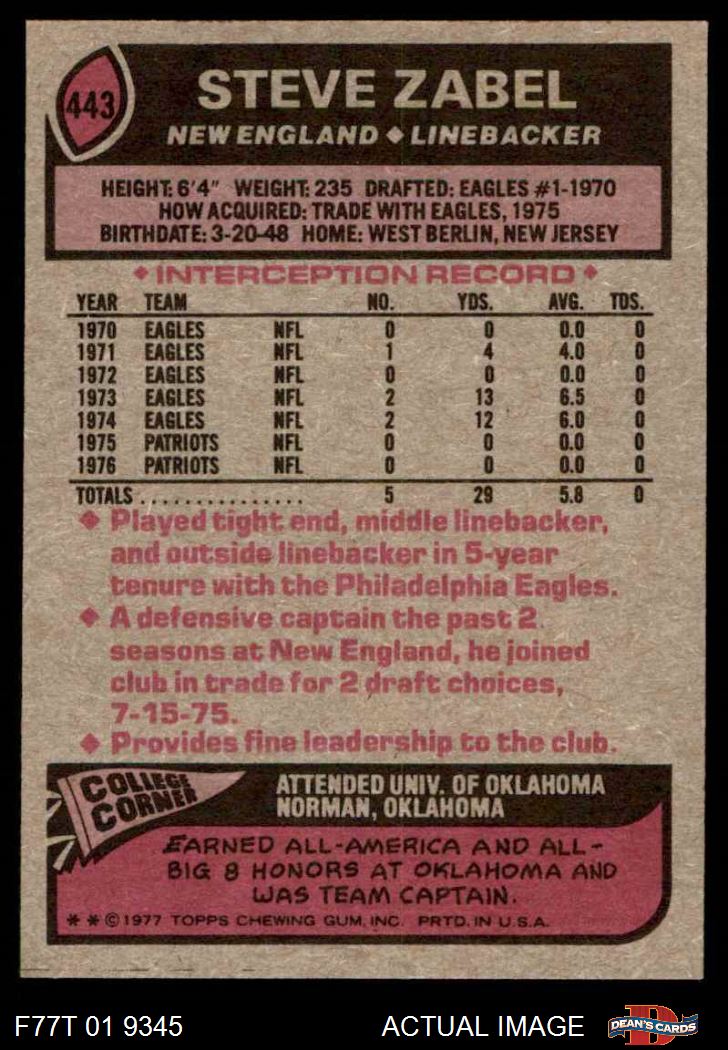 443
STEVE ZABEL
NEW ENGLAND ◆ LINEBACKER
HEIGHT: 6'4" WEIGHT: 235 DRAFTED: EAGLES #1-1970
HOW ACQUIRED: TRADE WITH EAGLES, 1975
BIRTHDATE: 3-20-48 HOME: WEST BERLIN, NEW JERSEY
◆ INTERCEPTION RECORD ◆
YEAR TEAM NO. YDS. AVG. TDS.
1970 EAGLES NFL 0 0 0.0 0
1971 EAGLES NFL 1 4 4.0 0
1972 EAGLES NFL 0 0 0.0 0
1973 EAGLES NFL 2 13 6.5 0
1974 EAGLES NFL 2 12 6.0 0
1975 PATRIOTS NFL 0 0 0.0 0
1976 PATRIOTS NFL 0 0 0.0 0
TOTALS................ 5 29 5.8 0
◆ Played tight end, middle linebacker,
and outside linebacker in 5-year
tenure with the Philadelphia Eagles.
◆ A defensive captain the past 2
seasons at New England, he joined
club in trade for 2 draft choices,
7-15-75.
◆ Provides fine leadership to the club.
COLLEGE
CORNER
ATTENDED UNIV. OF OKLAHOMA
NORMAN, OKLAHOMA
EARNED ALL-AMERICA AND ALL-
BIG 8 HONORS AT OKLAHOMA AND
WAS TEAM CAPTAIN.
* * © 1977 TOPPS CHEWING GUM, INC. PRTD. IN U.S.A.
F77T 01 9345
ACTUAL IMAGE
D
DEAN'S CARDS